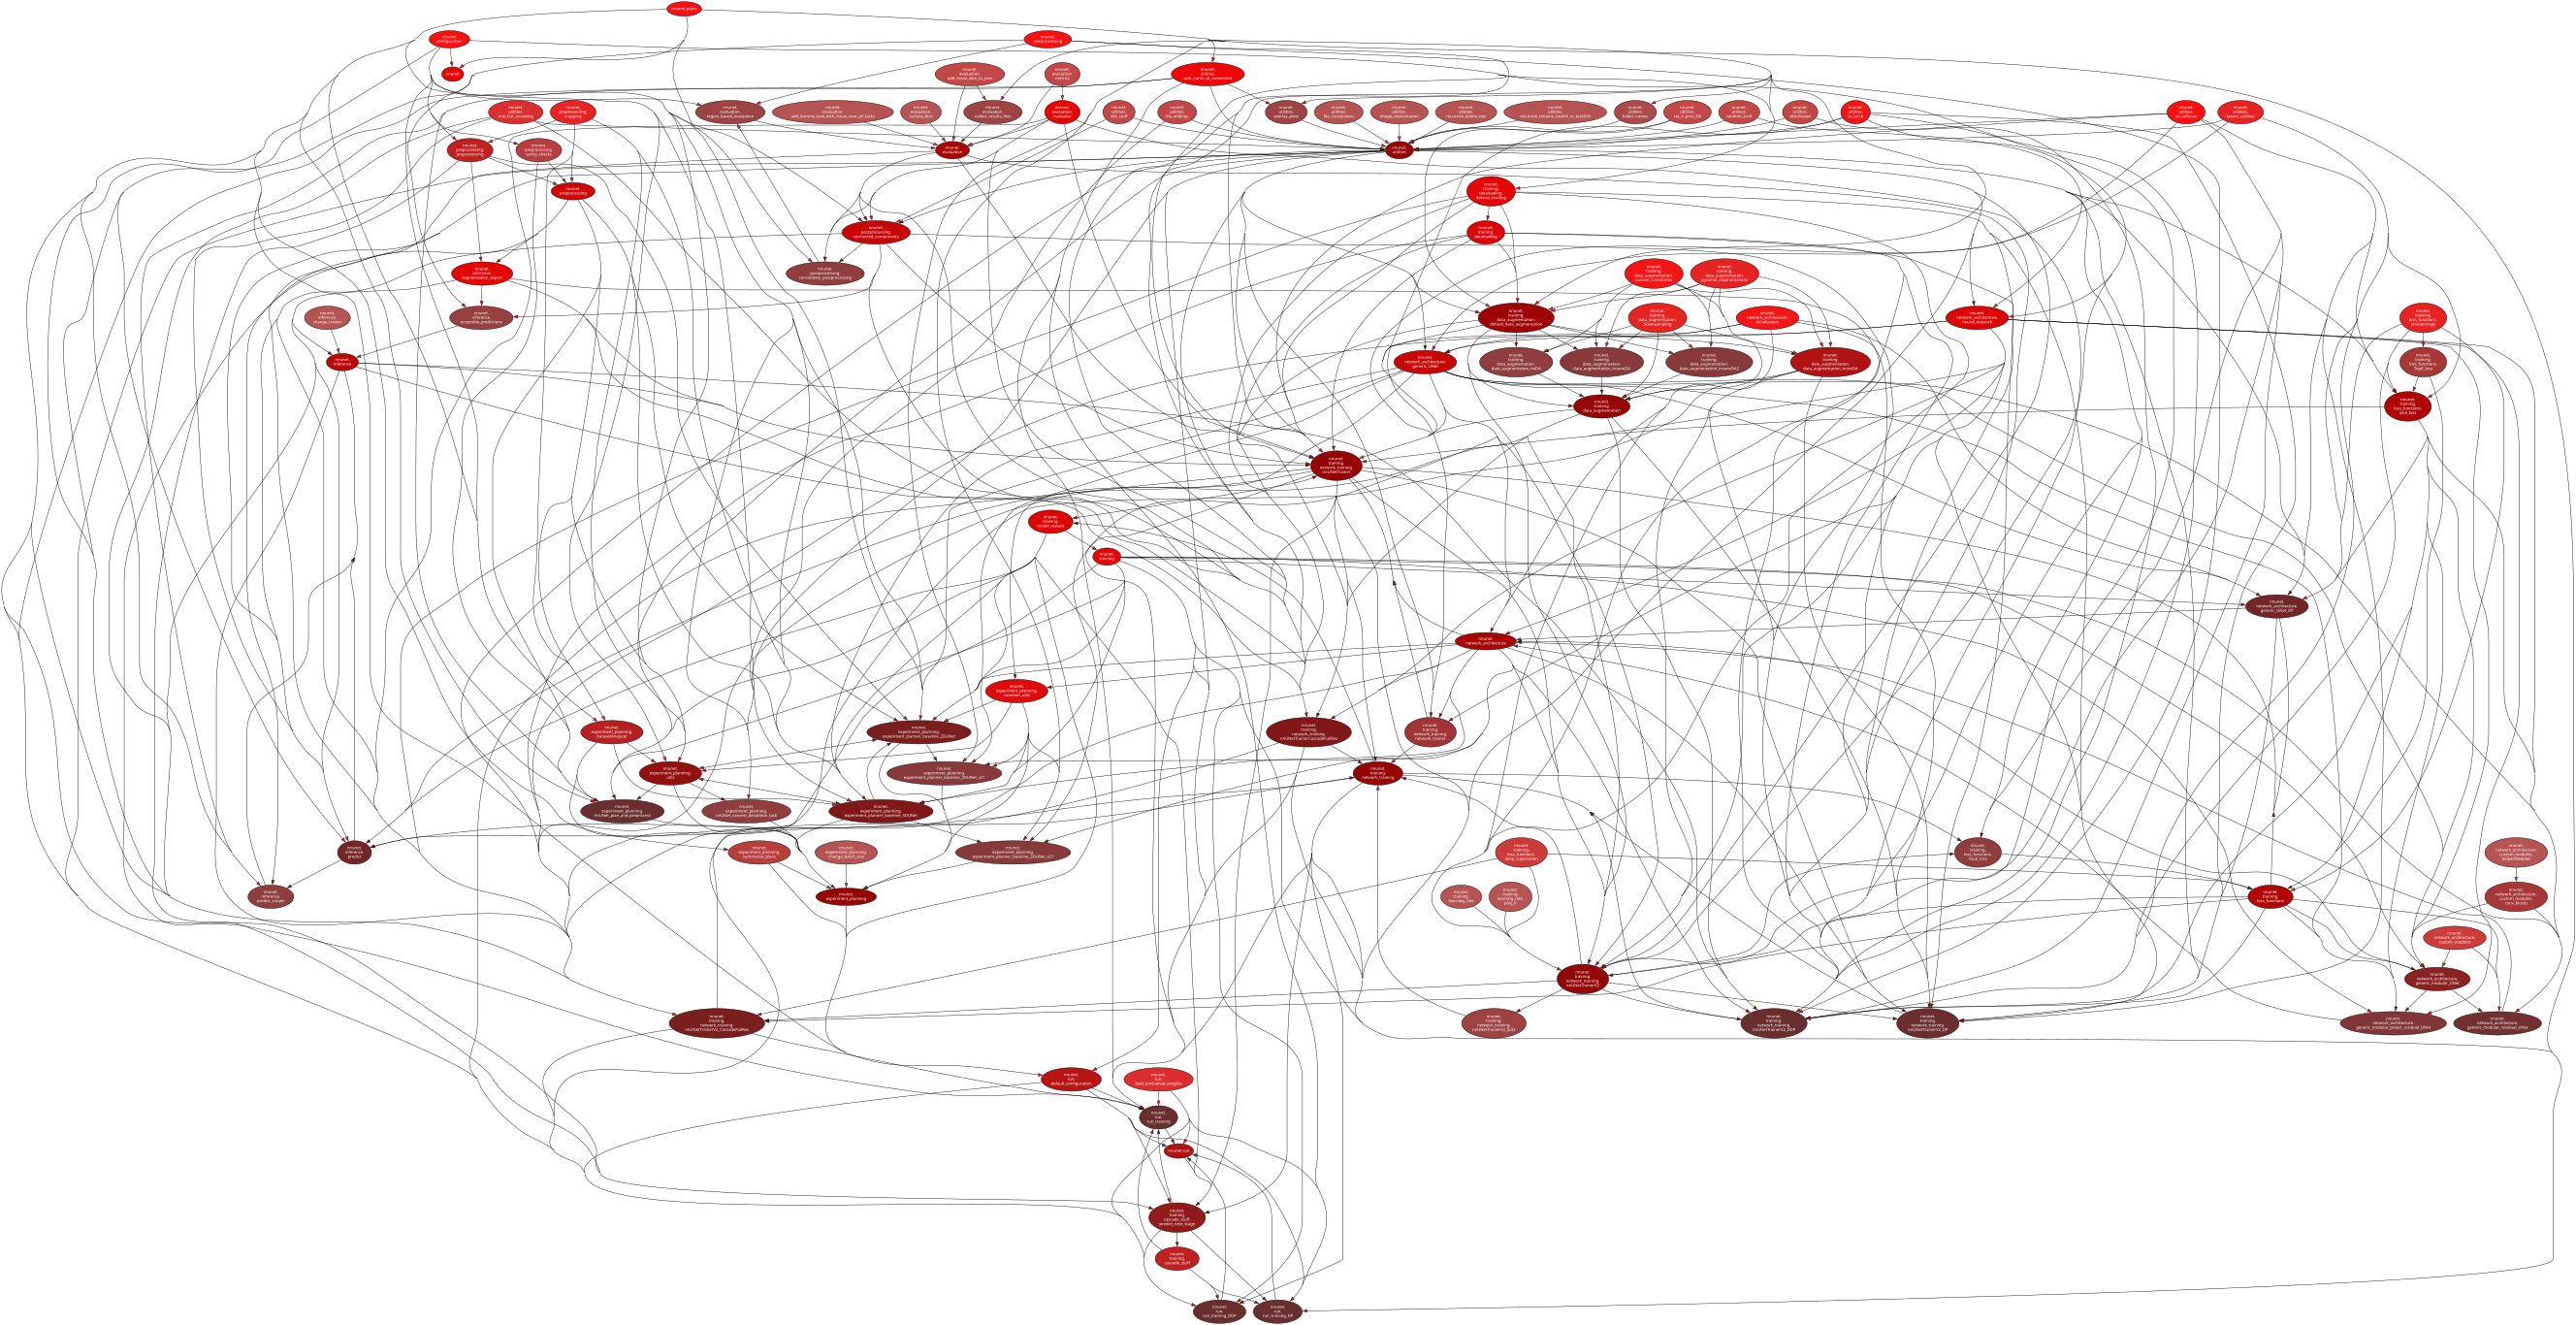 nnunet.paths
nnunet.
configuration
nnunet.
postprocessing
nnunet
nnunet.
evaluation.
add_mean_dice_to_json
nnunet.
evaluation.
metrics
nnunet.
utilities.
task_name_id_conversion
nnunet.
utilities.
one_hot_encoding
nnunet.
preprocessing.
cropping
nnunet.
evaluation.
region_based_evaluation
nnunet.
evaluation.
add_dummy_task_with_mean_over_all_tasks
nnunet.
evaluation.
surface_dice
nnunet.
evaluation.
collect_results_files
nnunet.
evaluation.
evaluator
nnunet.
utilities.
sitk_stuff
nnunet.
utilities.
file_endings
nnunet.
utilities.
overlay_plots
nnunet.
utilities.
file_conversions
nnunet.
utilities.
image_reorientation
nnunet.
utilities.
recursive_delete_npz
nnunet.
utilities.
recursive_rename_taskXX_to_taskXXX
nnunet.
utilities.
folder_names
nnunet.
utilities.
set_n_proc_DA
nnunet.
utilities.
random_stuff
nnunet.
utilities.
distributed
nnunet.
utilities.
to_torch
nnunet.
utilities.
nd_softmax
nnunet.
utilities.
tensor_utilities
nnunet.
preprocessing.
preprocessing
nnunet.
preprocessing.
sanity_checks
nnunet.
evaluation
nnunet.
utilities
nnunet.
preprocessing
nnunet.
training.
dataloading.
dataset_loading
nnunet.
postprocessing.
connected_components
nnunet.
training.
dataloading
nnunet.
inference.
segmentation_export
nnunet.
postprocessing.
consolidate_postprocessing
nnunet.
training.
data_augmentation.
custom_transforms
nnunet.
training.
data_augmentation.
pyramid_augmentations
nnunet.
inference.
change_trainer
nnunet.
inference.
ensemble_predictions
nnunet.
training.
data_augmentation.
default_data_augmentation
nnunet.
training.
data_augmentation.
downsampling
nnunet.
network_architecture.
initialization
nnunet.
network_architecture.
neural_network
nnunet.
training.
loss_functions.
crossentropy
nnunet.
inference
nnunet.
network_architecture.
generic_UNet
nnunet.
training.
data_augmentation.
data_augmentation_noDA
nnunet.
training.
data_augmentation.
data_augmentation_insaneDA
nnunet.
training.
data_augmentation.
data_augmentation_insaneDA2
nnunet.
training.
data_augmentation.
data_augmentation_moreDA
nnunet.
training.
loss_functions.
TopK_loss
nnunet.
training.
data_augmentation
nnunet.
training.
loss_functions.
dice_loss
nnunet.
training.
network_training.
nnUNetTrainer
nnunet.
training.
model_restore
nnunet.
training
nnunet.
network_architecture.
generic_UNet_DP
nnunet.
network_architecture
nnunet.
experiment_planning.
common_utils
nnunet.
experiment_planning.
DatasetAnalyzer
nnunet.
experiment_planning.
experiment_planner_baseline_2DUNet
nnunet.
training.
network_training.
nnUNetTrainerCascadeFullRes
nnunet.
training.
network_training.
network_trainer
nnunet.
experiment_planning.
utils
nnunet.
experiment_planning.
experiment_planner_baseline_2DUNet_v21
nnunet.
training.
network_training
nnunet.
experiment_planning.
nnUNet_plan_and_preprocess
nnunet.
experiment_planning.
nnUNet_convert_decathlon_task
nnunet.
experiment_planning.
experiment_planner_baseline_3DUNet
nnunet.
inference.
predict
nnunet.
experiment_planning.
summarize_plans
nnunet.
experiment_planning.
change_batch_size
nnunet.
experiment_planning.
experiment_planner_baseline_3DUNet_v21
nnunet.
training.
loss_functions.
deep_supervision
nnunet.
training.
loss_functions.
focal_loss
nnunet.
network_architecture.
custom_modules.
helperModules
nnunet.
inference.
predict_simple
nnunet.
experiment_planning
nnunet.
training.
learning_rate
nnunet.
training.
learning_rate.
poly_lr
nnunet.
training.
loss_functions
nnunet.
network_architecture.
custom_modules.
conv_blocks
nnunet.
network_architecture.
custom_modules
nnunet.
training.
network_training.
nnUNetTrainerV2
nnunet.
network_architecture.
generic_modular_UNet
nnunet.
training.
network_training.
nnUNetTrainerV2_CascadeFullRes
nnunet.
training.
network_training.
nnUNetTrainerV2_fp32
nnunet.
training.
network_training.
nnUNetTrainerV2_DDP
nnunet.
training.
network_training.
nnUNetTrainerV2_DP
nnunet.
network_architecture.
generic_modular_preact_residual_UNet
nnunet.
network_architecture.
generic_modular_residual_UNet
nnunet.
run.
default_configuration
nnunet.
run.
load_pretrained_weights
nnunet.
run.
run_training
nnunet.run
nnunet.
training.
cascade_stuff.
predict_next_stage
nnunet.
training.
cascade_stuff
nnunet.
run.
run_training_DDP
nnunet.
run.
run_training_DP